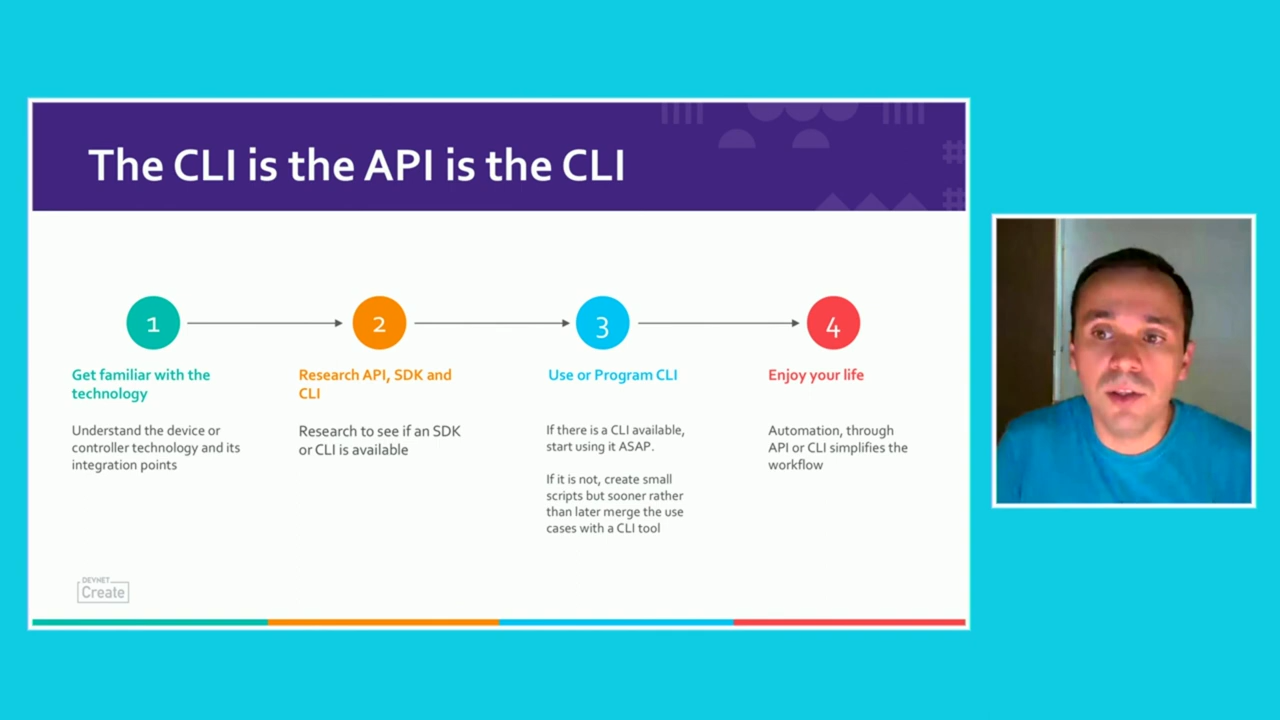 The CLI is the API is the CLI
1
2
3
4
Get familiar with the
technology
Understand the device or
controller technology and its
integration points
Research API, SDK and
CLI
Research to see if an SDK
or CLI is available
Use or Program CLI
If there is a CLI available,
start using it ASAP.
If it is not, create small
scripts but sooner rather
than later merge the use
cases with a CLI tool
Enjoy your life
Automation, through
API or CLI simplifies the
workflow
DEVNET
Create